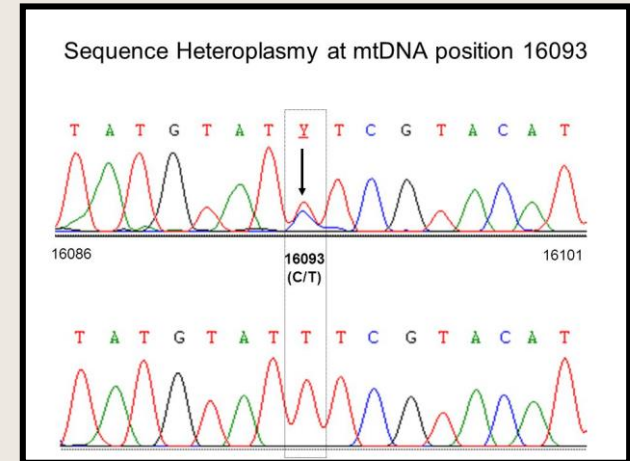 Sequence Heteroplasmy at mtDNA position 16093
T A T G T A T Y T C G T A C A T
16086 16093 16101
(C/T)
T A T G T A T T T C G T A C A T